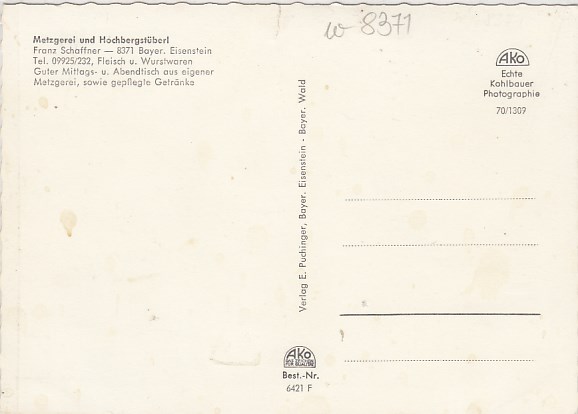 w-8371
Metzgerei und Hochbergstüberl
Franz Schaffner — 8371 Bayer. Eisenstein
Tel. 09925/232, Fleisch u. Wurstwaren
Guter Mittags- u. Abendtisch aus eigener
Metzgerei, sowie gepflegte Getränke
Verlag E. Puchinger, Bayer. Eisenstein - Bayer. Wald
AKO
Echte
Kohlbauer
Photographie
70/1309
AKO
Best.-Nr.
6421 F